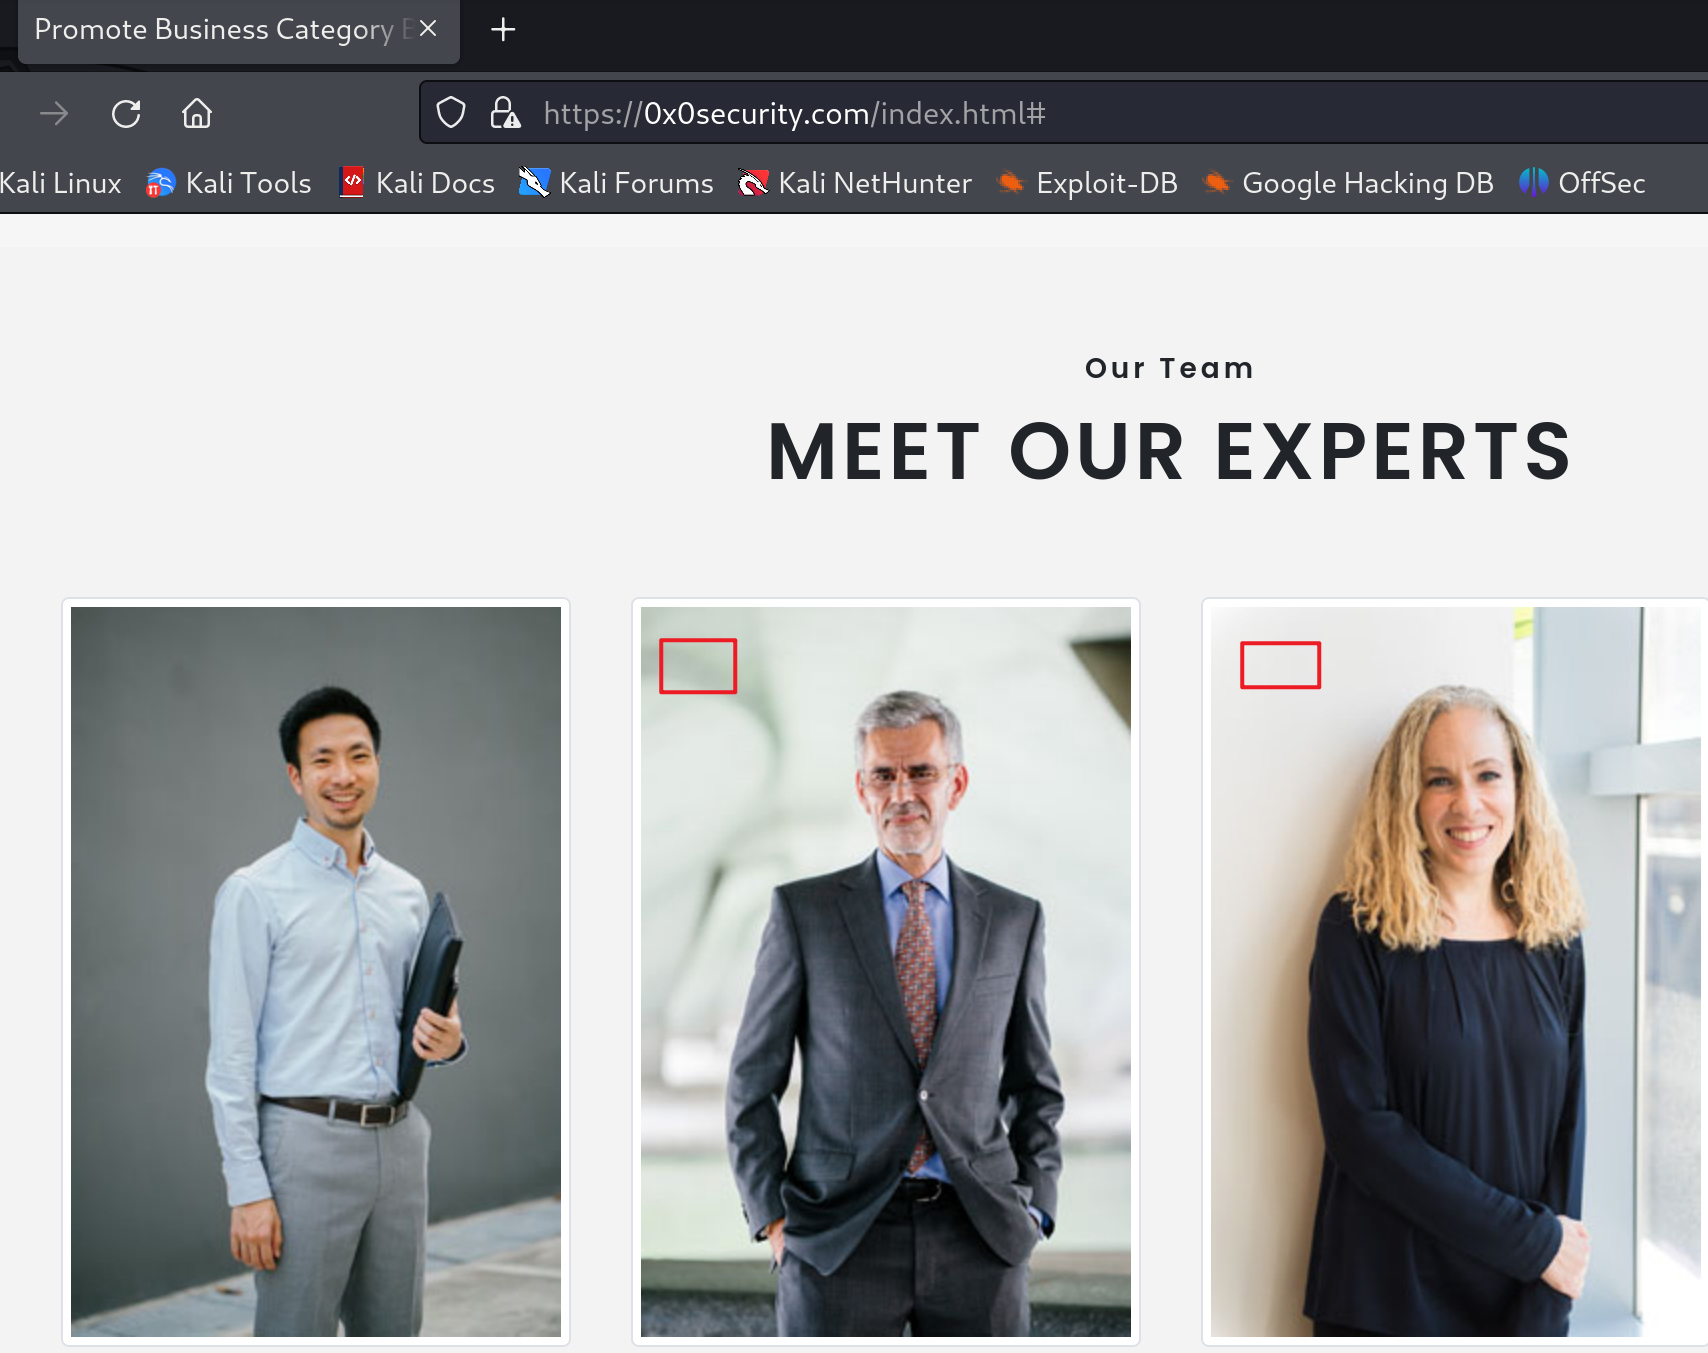 Promote Business Category
https://0x0security.com/index.html#
Kali Linux Kali Tools Kali Docs Kali Forums Kali NetHunter Exploit-DB Google Hacking DB OffSec
Our Team
MEET OUR EXPERTS